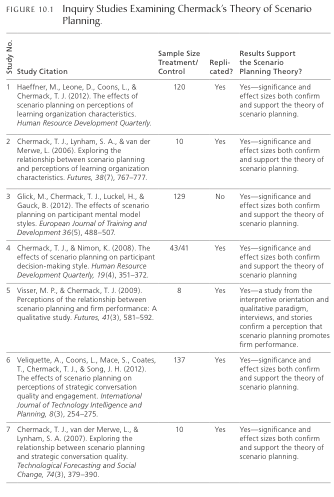 FIGURE 10.1 Inquiry Studies Examining Chermack's Theory of Scenario
Planning.
Study No.
Study Citation
Sample Size
Treatment/
Control
Repli-
cated?
Results Support
the Scenario
Planning Theory?
1 Haeffner, M., Leone, D., Coons, L., &
Chermack, T. J. (2012). The effects of
scenario planning on perceptions of
learning organization characteristics.
Human Resource Development Quarterly.
120
Yes
Yes—significance and
effect sizes both confirm
and support the theory of
scenario planning.
2 Chermack, T. J., Lynham, S. A., & van der
Merwe, L. (2006). Exploring the
relationship between scenario planning
and perceptions of learning organization
characteristics. Futures, 38(7), 767–777.
10
Yes
Yes—significance and
effect sizes both confirm
and support the theory of
scenario planning.
3 Glick, M., Chermack, T. J., Luckel, H., &
Gauck, B. (2012). The effects of scenario
planning on participant mental model
styles. European Journal of Training and
Development 36(5), 488–507.
129
No
Yes—significance and
effect sizes both confirm
and support the theory of
scenario planning.
4 Chermack, T. J., & Nimon, K. (2008). The
effects of scenario planning on participant
decision-making style. Human Resource
Development Quarterly, 19(4), 351–372.
43/41
Yes
Yes—significance and
effect sizes both confirm
and support the theory of
scenario planning
5 Visser, M. P., & Chermack, T. J. (2009).
Perceptions of the relationship between
scenario planning and firm performance: A
qualitative study. Futures, 41(3), 581–592.
8
Yes
Yes—a study from the
interpretive orientation and
qualitative paradigm,
interviews, and stories
confirm a perception that
scenario planning promotes
firm performance.
6 Veliquette, A., Coons, L., Mace, S., Coates,
T., Chermack, T. J., & Song, J. H. (2012).
The effects of scenario planning on
perceptions of strategic conversation
quality and engagement. International
Journal of Technology Intelligence and
Planning, 8(3), 254–275.
137
Yes
Yes—significance and
effect sizes both confirm
and support the theory of
scenario planning.
7 Chermack, T. J., van der Merwe, L., &
Lynham, S. A. (2007). Exploring the
relationship between scenario planning
and strategic conversation quality.
Technological Forecasting and Social
Change, 74(3), 379–390.
10
Yes
Yes—significance and
effect sizes both confirm
and support the theory of
scenario planning.